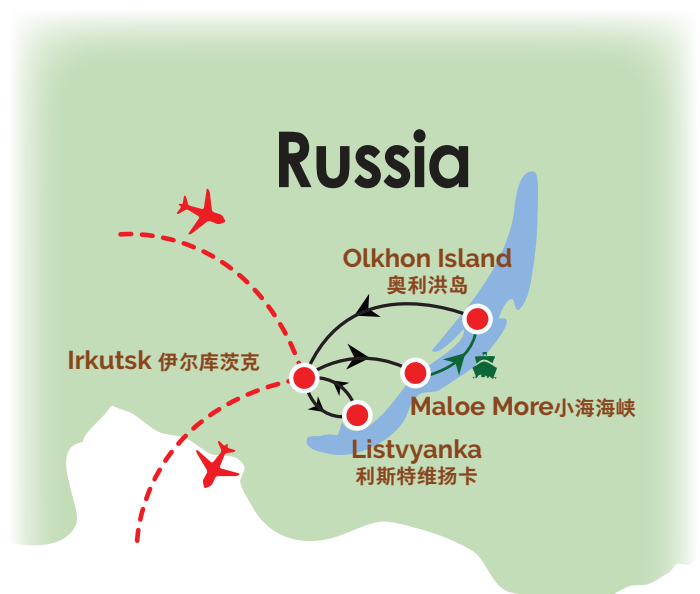 Russia
Olkhon Island
奥利洪岛
Irkutsk 伊尔库茨克
Maloe More小海海峡
Listvyanka
利斯特维扬卡